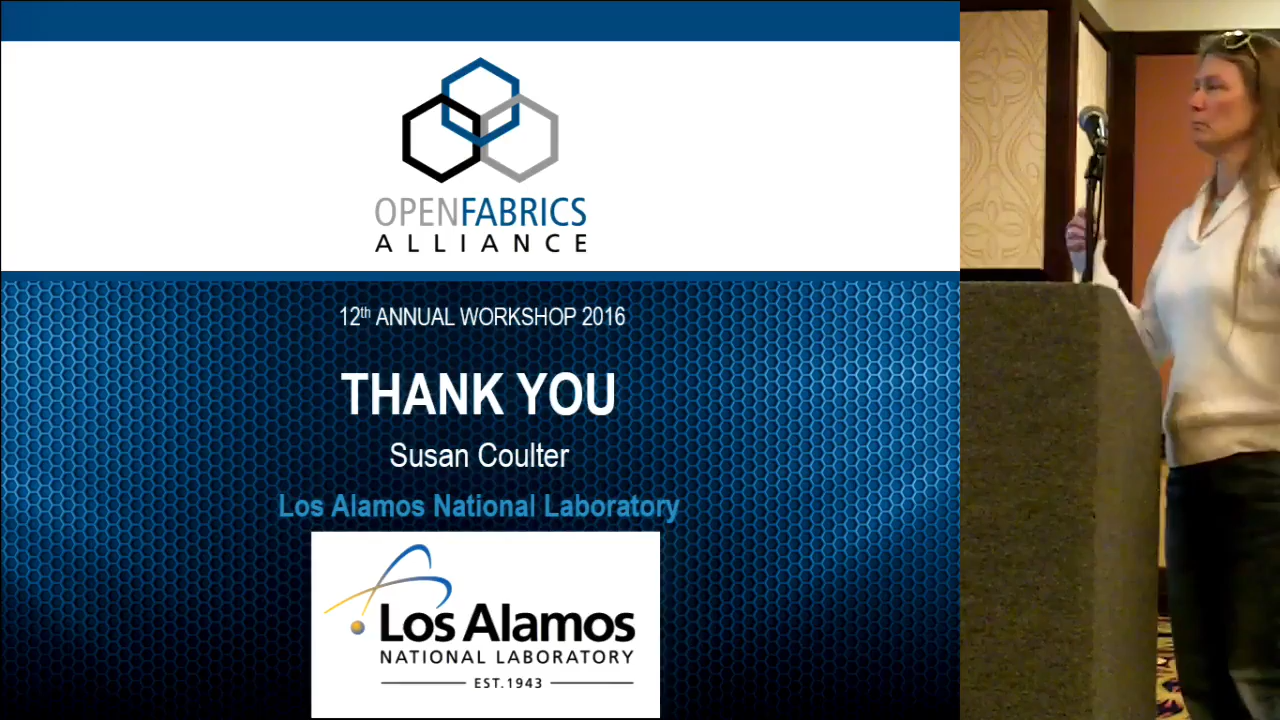 OPENFABRICS
ALLIANCE
12th ANNUAL WORKSHOP 2016
THANK YOU
Susan Coulter
Los Alamos National Laboratory
Los Alamos
NATIONAL LABORATORY
EST.1943